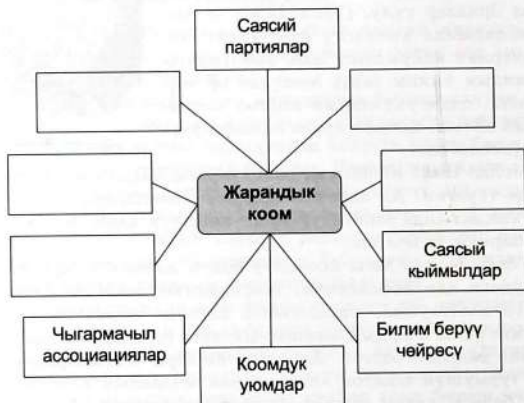 Саясий
партиялар
Жарандык
коом
Саясый
кыймылдар
Чыгармачыл
ассоциациялар
Коомдук
уюмдар
Билим берүү
чөйрөсү